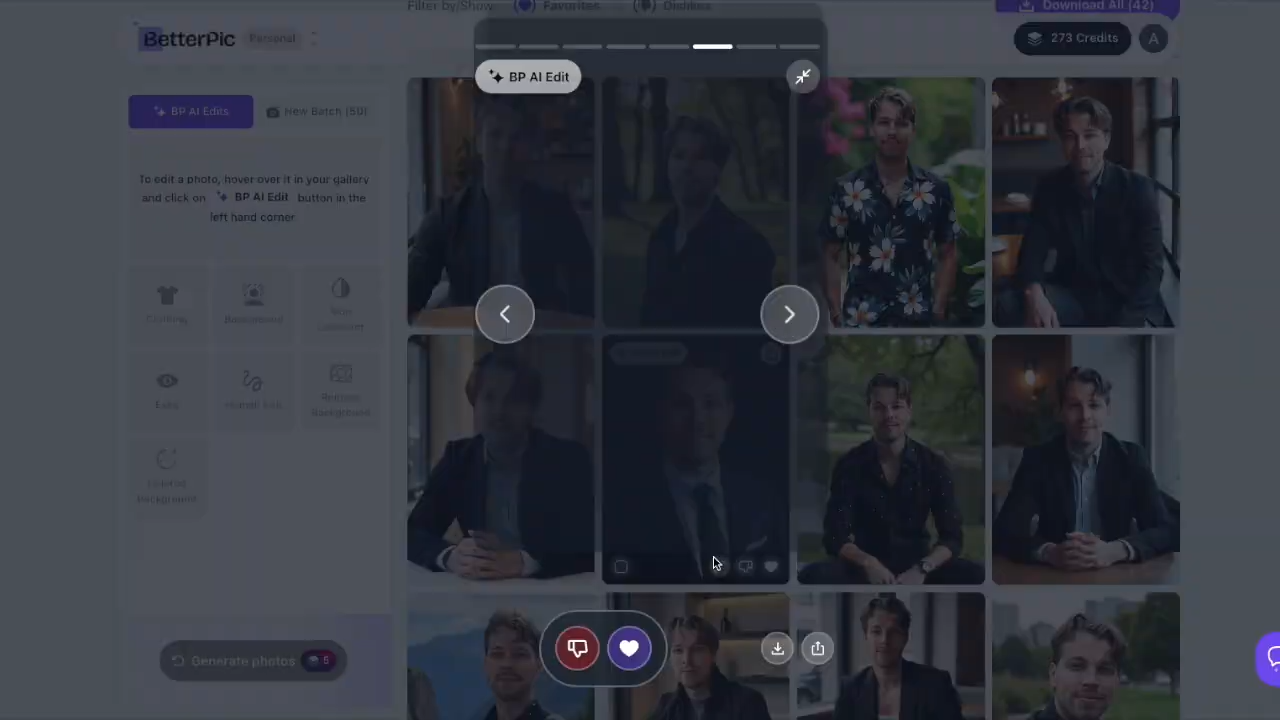 Filter by/Show
Favorites
Dislikes
Download All (42)
BetterPic
Personal
273 Credits
A
BP AI Edit
BP AI Edits
New Batch (50)
To edit a photo, hover over it in your gallery
and click on BP AI Edit button in the
left hand corner.
Clothing
Background
Eyes
Remove
Background
Background
Generate photos 5